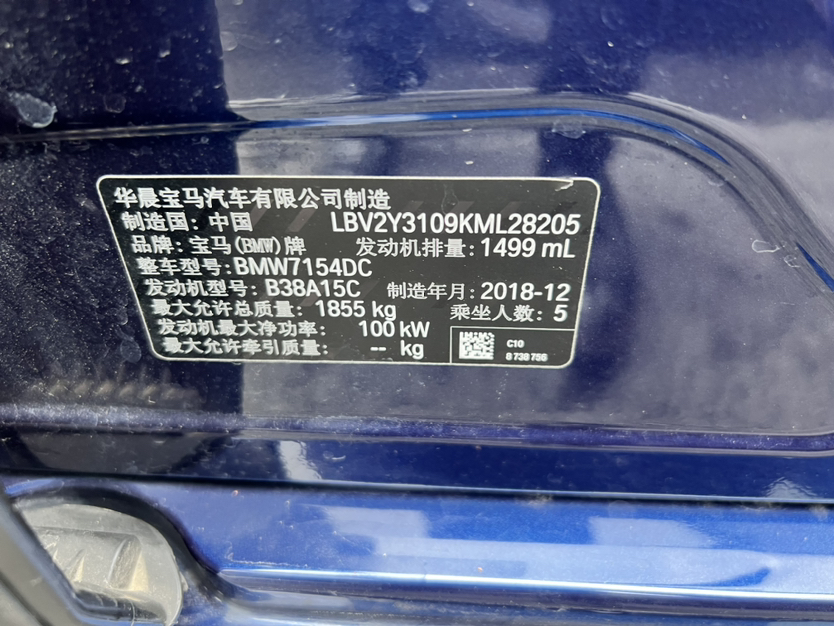 华晨宝马汽车有限公司制造
制造国: 中国 LBV2Y3109KML28205
品牌: 宝马(BMW)牌 发动机排量: 1499 mL
整车型号: BMW7154DC
发动机型号: B38A15C 制造年月: 2018-12
最大允许总质量: 1855 kg 乘坐人数: 5
发动机最大净功率: 100 kW
最大允许牵引质量: -- kg
C10
8 738 756